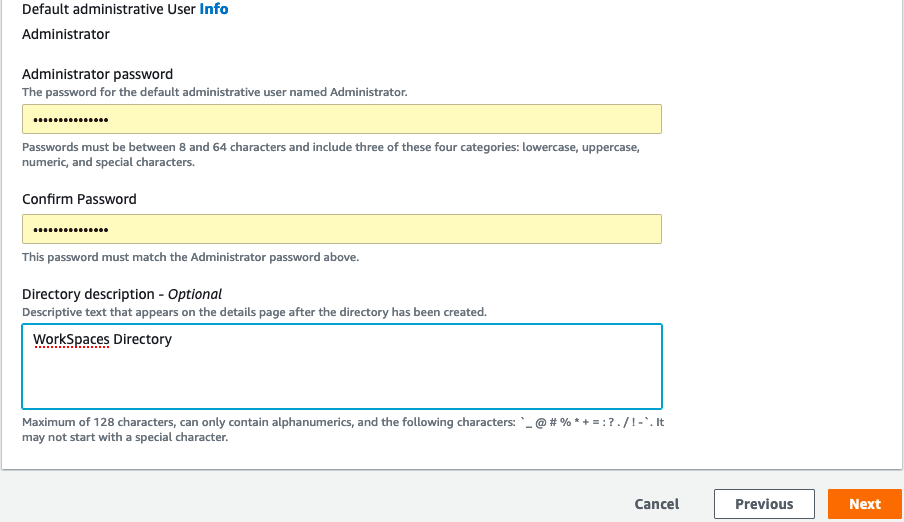 Default administrative User Info
Administrator
Administrator password
The password for the default administrative user named Administrator.
•••••••••••••••
Passwords must be between 8 and 64 characters and include three of these four categories: lowercase, uppercase,
numeric, and special characters.
Confirm Password
•••••••••••••••
This password must match the Administrator password above.
Directory description - Optional
Descriptive text that appears on the details page after the directory has been created.
WorkSpaces Directory
Maximum of 128 characters, can only contain alphanumerics, and the following characters: `_ @ # % * + = : ? . / ! -`. It
may not start with a special character.
Cancel Previous Next